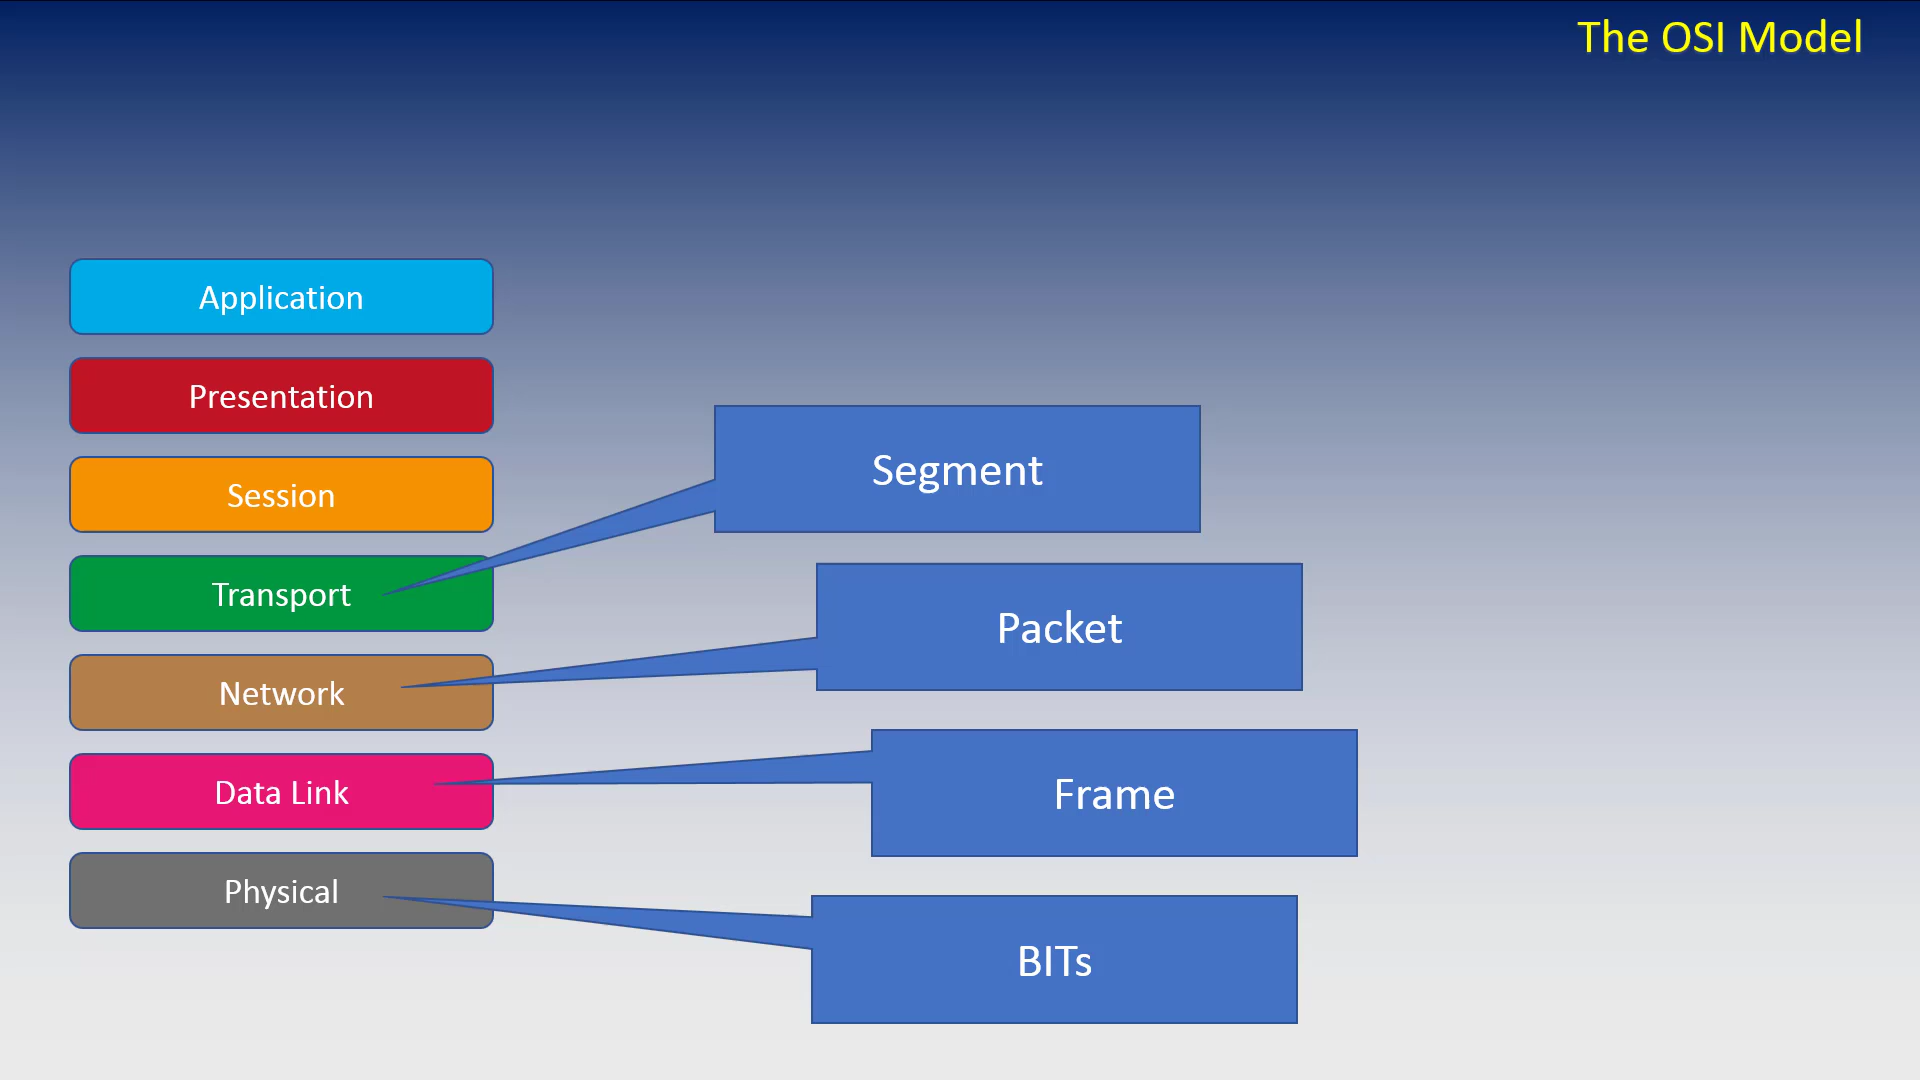 The OSI Model
Application
Presentation
Session
Transport
Network
Data Link
Physical
Segment
Packet
Frame
BITs